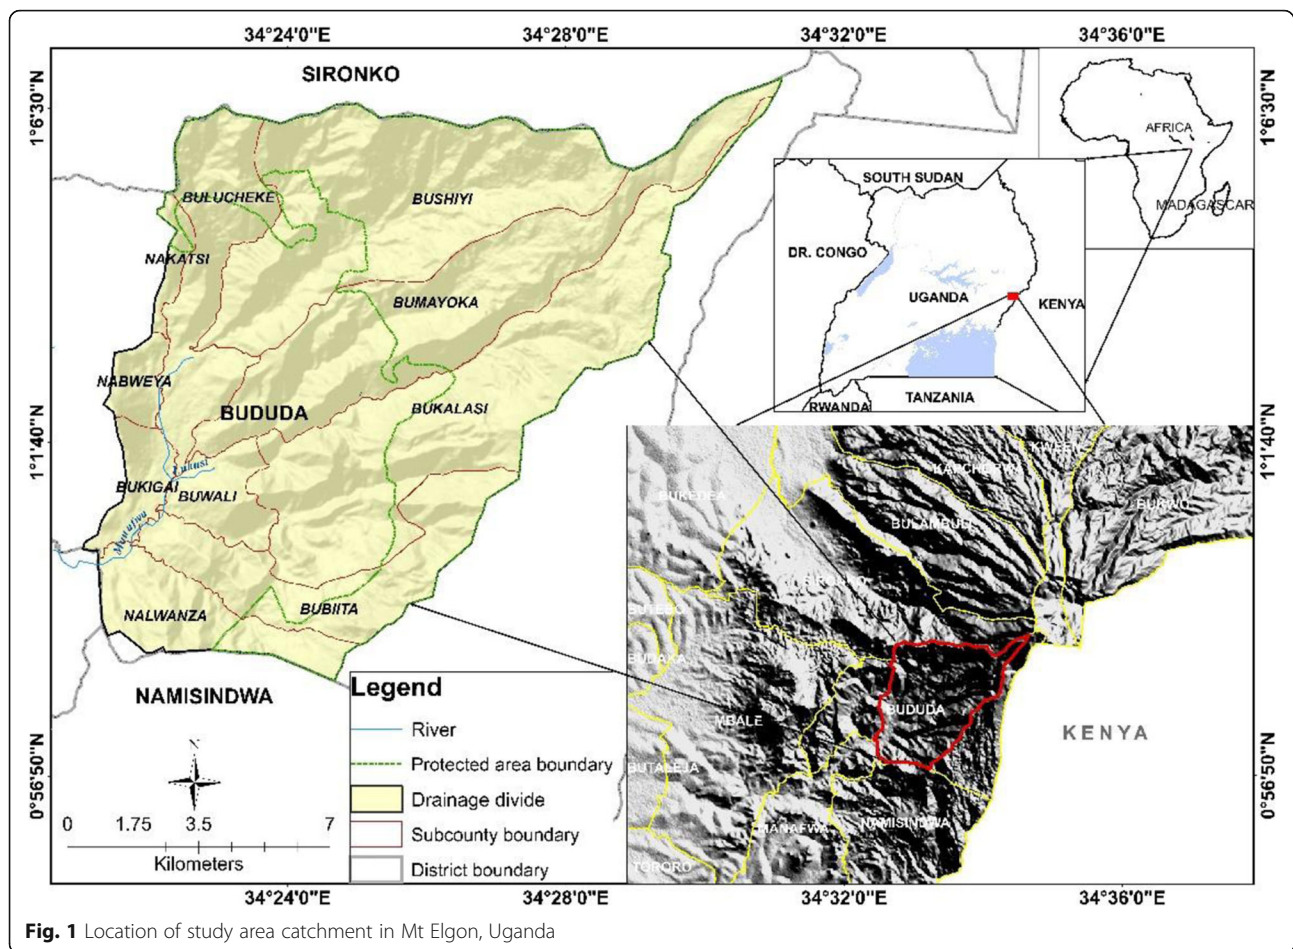 34°24'0"E
34°28'0"E
34°32'0"E
34°36'0"E
SIRONKO
1°6'30"N
1°6'30"N
AFRICA
MADAGASCAR
SOUTH SUDAN
DR. CONGO
UGANDA
KENYA
TANZANIA
RWANDA
BULUCHEKE
BUSHIYI
NAKATSI
BUMAYOKA
NABWEYA
BUDUDA
BUKALASI
1°1'40"N
1°1'40"N
Lukusi
BUKIGAI
BUWALI
Manafwa
NALWANZA
BUBIITA
KWEEN
KAPCHORWA
BUKEDEA
BUKWO
BULAMBULI
SIRONKO
BUTEBO
BUDAKA
BUDUDA
MBALE
KENYA
BUTALEJA
MANAFWA
NAMISINDWA
TORORO
NAMISINDWA
Legend
River
Protected area boundary
Drainage divide
Subcounty boundary
District boundary
N
0 1.75 3.5 7
Kilometers
0°56'50"N
0°56'50"N
34°24'0"E
34°28'0"E
34°32'0"E
34°36'0"E
Fig. 1 Location of study area catchment in Mt Elgon, Uganda